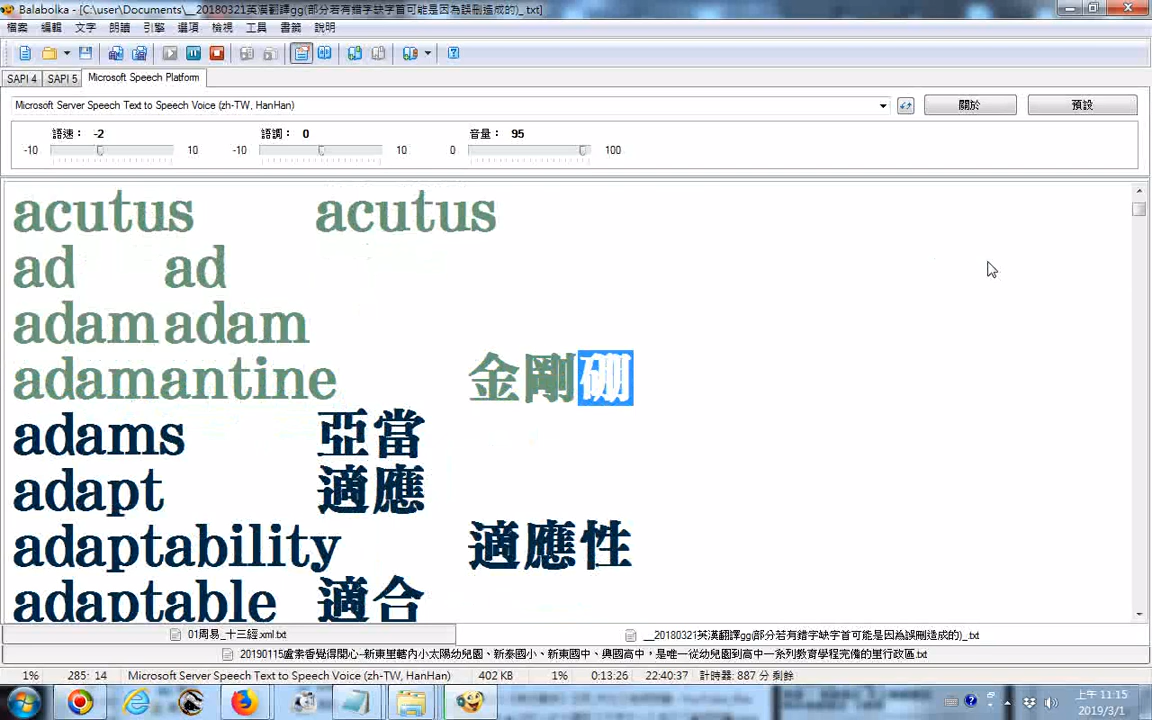 Balabolka - [C:\user\Documents\__20180321英漢翻譯gg(部分若有錯字缺字首可能是因為誤刪造成的)_.txt]
檔案 編輯 文字 朗讀 引擎 選項 檢視 工具 書籤 說明
SAPI 4 SAPI 5 Microsoft Speech Platform
Microsoft Server Speech Text to Speech Voice (zh-TW, HanHan) 關於 預設
語速： -2 語調： 0 音量： 95
-10 10 -10 10 0 100
acutus acutus
ad ad
adam adam
adamantine 金剛硼
adams 亞當
adapt 適應
adaptability 適應性
adaptable 適合
01周易_十三經.xml.txt __20180321英漢翻譯gg(部分若有錯字缺字首可能是因為誤刪造成的)_.txt
20190115盧素香覺得開心-新東里轄內小太陽幼兒園、新泰國小、新東國中、興國高中，是唯一從幼兒園到高中一系列教育學程完備的里行政區.txt
1% 285: 14 Microsoft Server Speech Text to Speech Voice (zh-TW, HanHan) 402 KB 1% 0:13:26 22:40:37 計時器: 887 分 剩餘
上午 11:15
2019/3/1